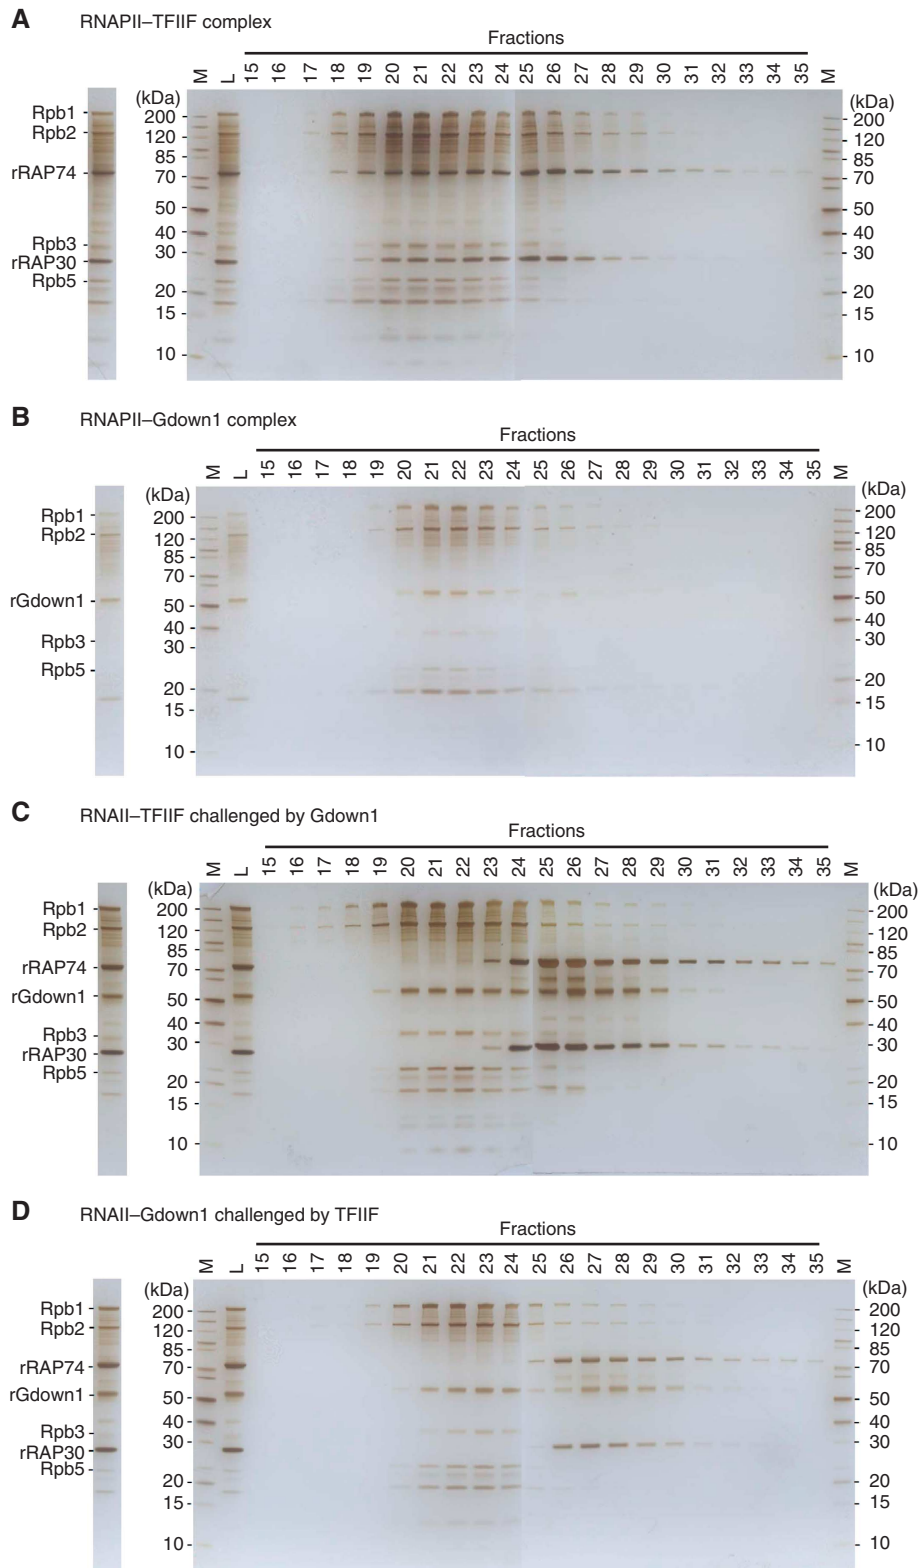 A RNAPII–TFIIF complex
Fractions
M L 15 16 17 18 19 20 21 22 23 24 25 26 27 28 29 30 31 32 33 34 35 M
(kDa) (kDa)
Rpb1 200 200
Rpb2 120 120
85 85
rRAP74 70 70
50 50
40 40
Rpb3 30 30
rRAP30
Rpb5 20 20
15 15
10 10
B RNAPII–Gdown1 complex
Fractions
M L 15 16 17 18 19 20 21 22 23 24 25 26 27 28 29 30 31 32 33 34 35 M
(kDa) (kDa)
Rpb1 200 200
Rpb2 120 120
85 85
70 70
rGdown1 50 50
40 40
Rpb3 30 30
Rpb5 20 20
15 15
10 10
C RNAII–TFIIF challenged by Gdown1
Fractions
M L 15 16 17 18 19 20 21 22 23 24 25 26 27 28 29 30 31 32 33 34 35 M
(kDa) (kDa)
Rpb1 200 200
Rpb2 120 120
85 85
rRAP74 70 70
rGdown1 50 50
40 40
Rpb3 30 30
rRAP30
Rpb5 20 20
15 15
10 10
D RNAII–Gdown1 challenged by TFIIF
Fractions
M L 15 16 17 18 19 20 21 22 23 24 25 26 27 28 29 30 31 32 33 34 35 M
(kDa) (kDa)
Rpb1 200 200
Rpb2 120 120
85 85
rRAP74 70 70
rGdown1 50 50
40 40
Rpb3 30 30
rRAP30
Rpb5 20 20
15 15
10 10